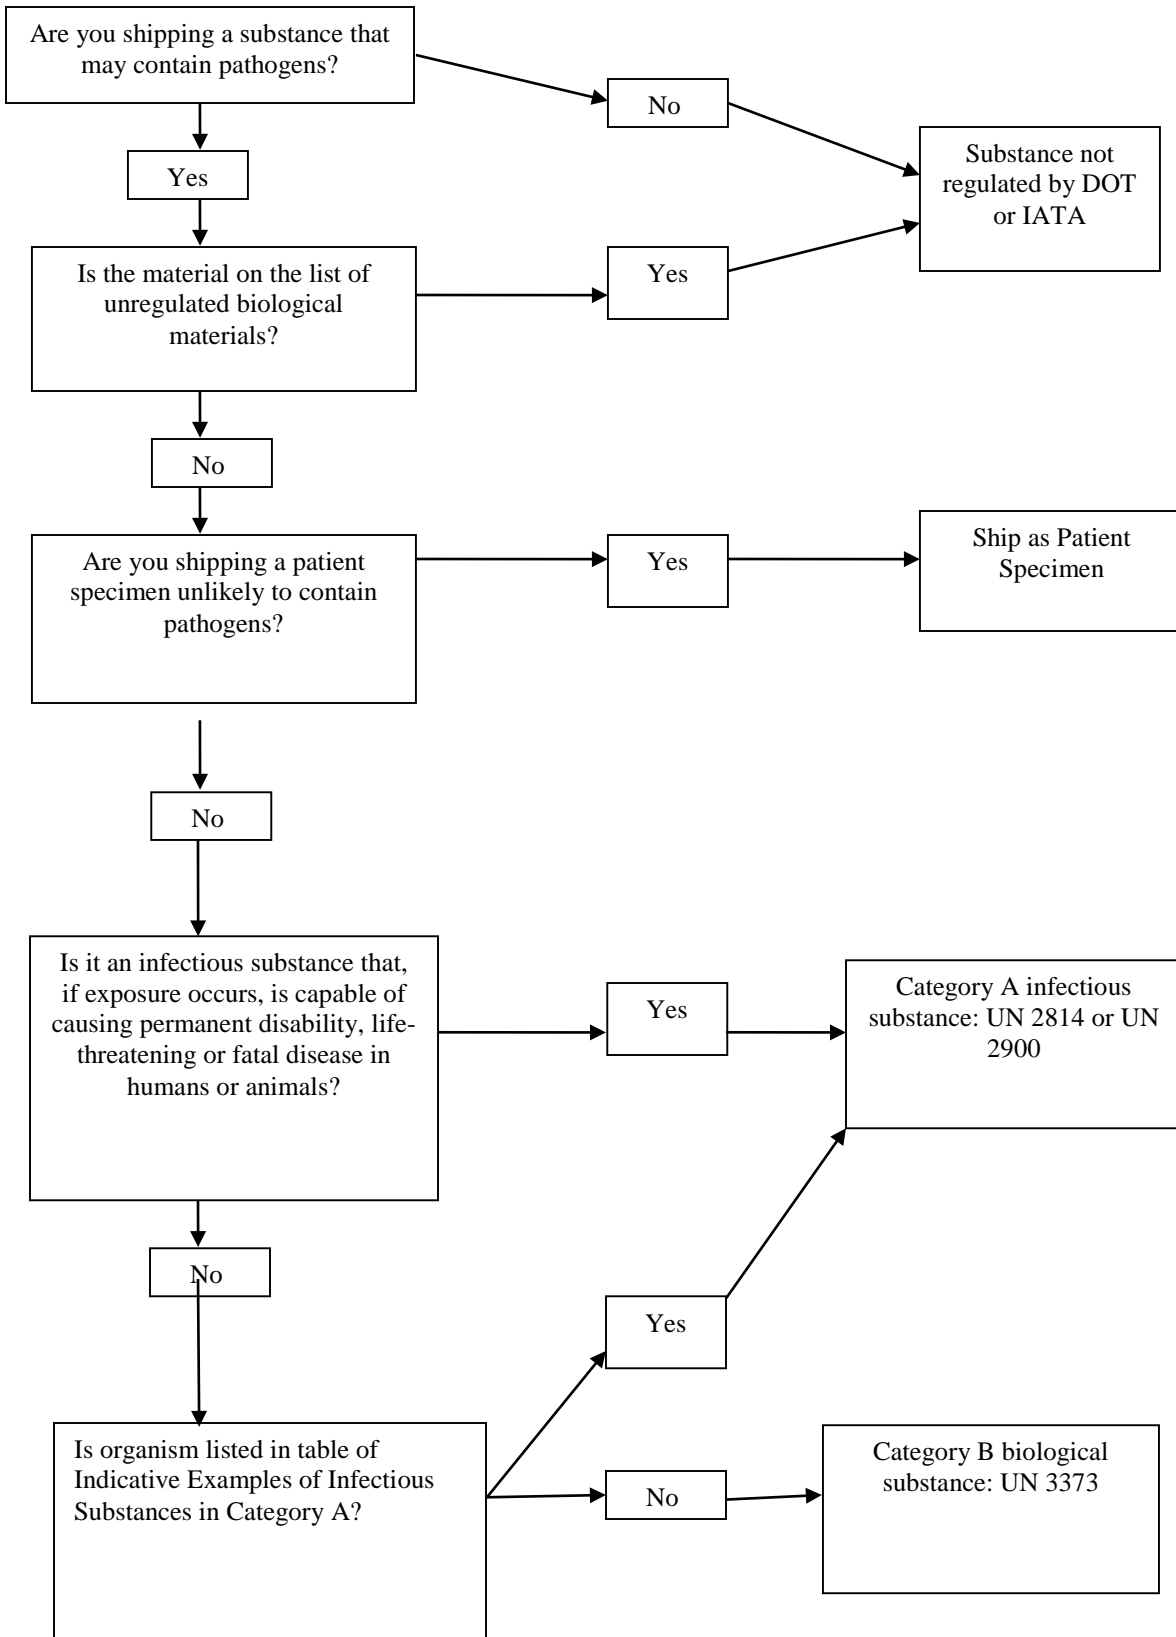 Are you shipping a substance that
may contain pathogens?
No
Substance not
regulated by DOT
or IATA
Yes
Is the material on the list of
unregulated biological
materials?
Yes
No
Are you shipping a patient
specimen unlikely to contain
pathogens?
Yes
Ship as Patient
Specimen
No
Is it an infectious substance that,
if exposure occurs, is capable of
causing permanent disability, life-
threatening or fatal disease in
humans or animals?
Yes
Category A infectious
substance: UN 2814 or UN
2900
No
Yes
Is organism listed in table of
Indicative Examples of Infectious
Substances in Category A?
No
Category B biological
substance: UN 3373